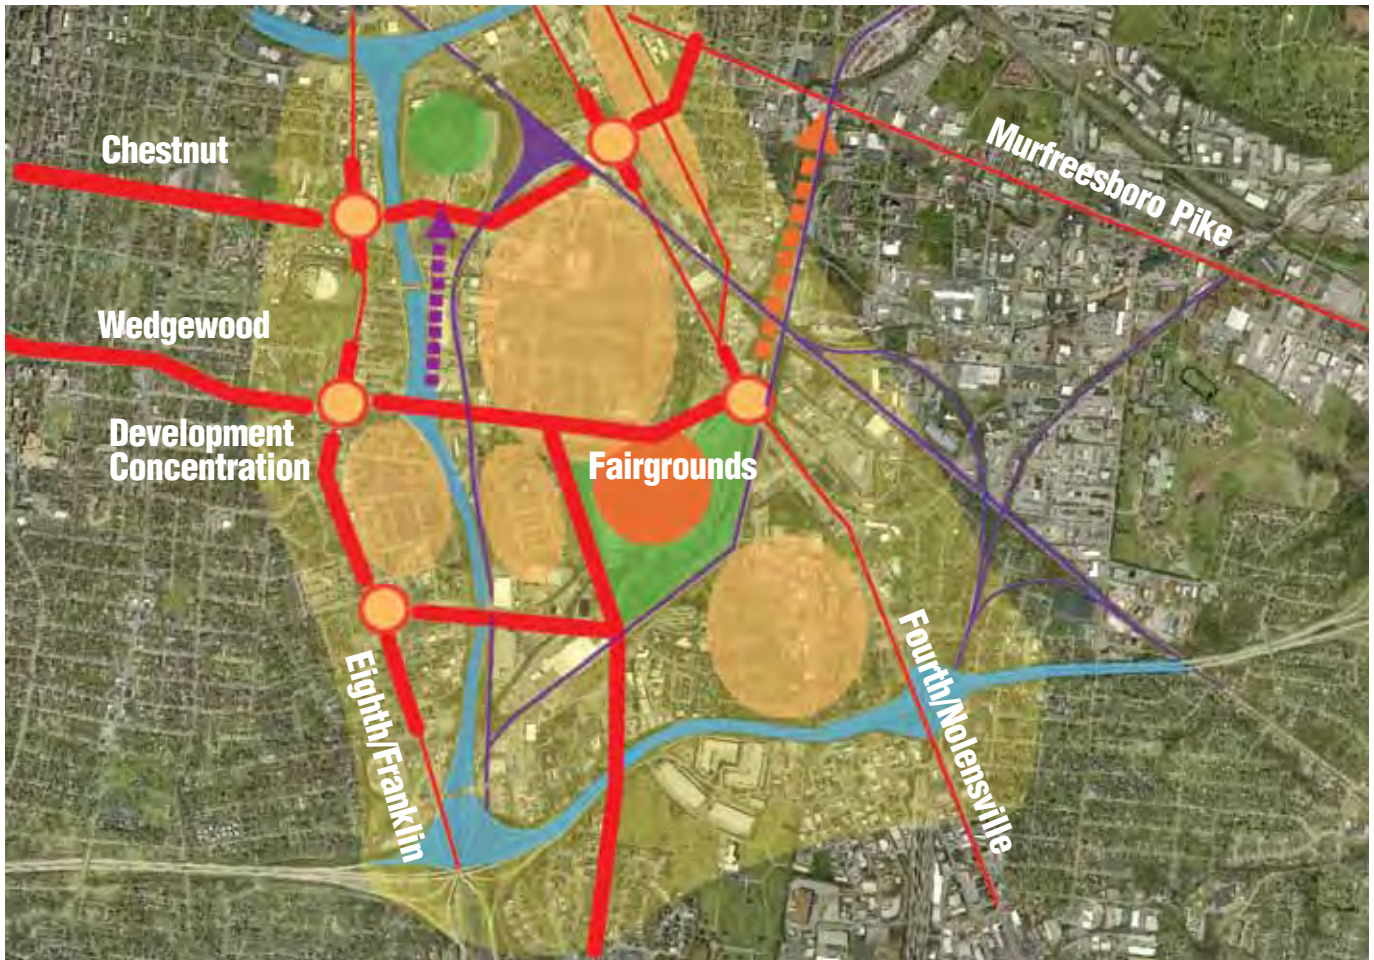 Chestnut
Murfreesboro Pike
Wedgewood
Development
Concentration
Fairgrounds
Eighth/Franklin
Fourth/Nolensville